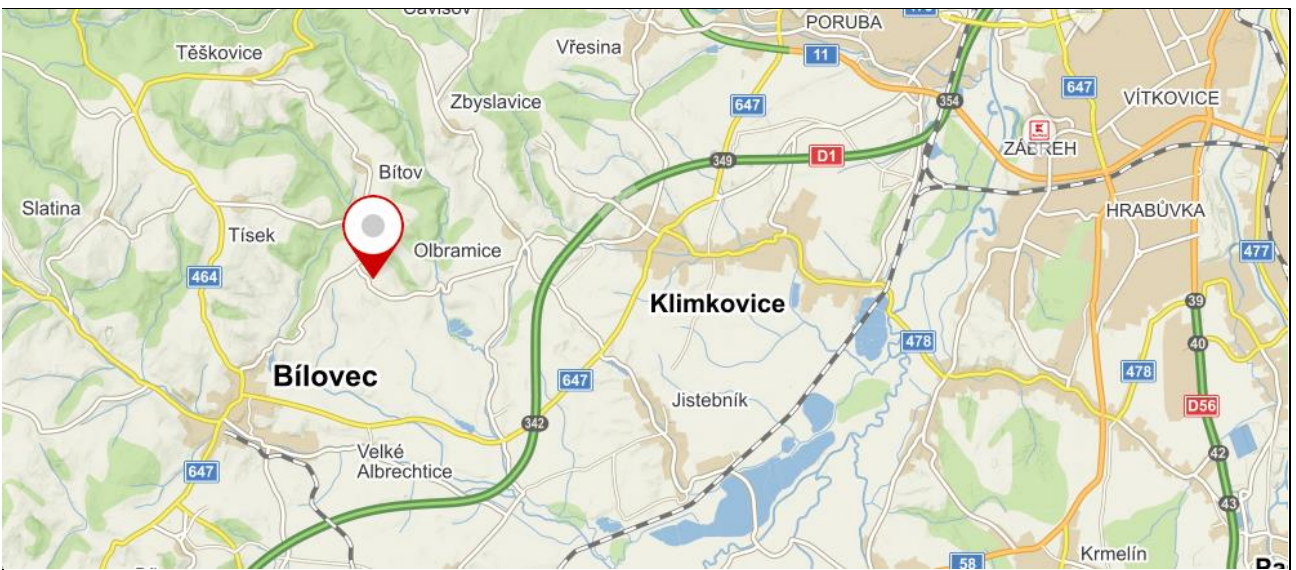 PORUBA
Těškovice
Vřesina
11
647
647
VÍTKOVICE
Zbyslavice
354
ZÁBŘEH
349
D1
Bítov
Slatina
HRABŮVKA
Tísek
Olbramice
477
464
Klimkovice
39
478
40
Bílovec
647
478
Jistebník
D56
342
Velké
Albrechtice
42
647
43
Krmelín
58